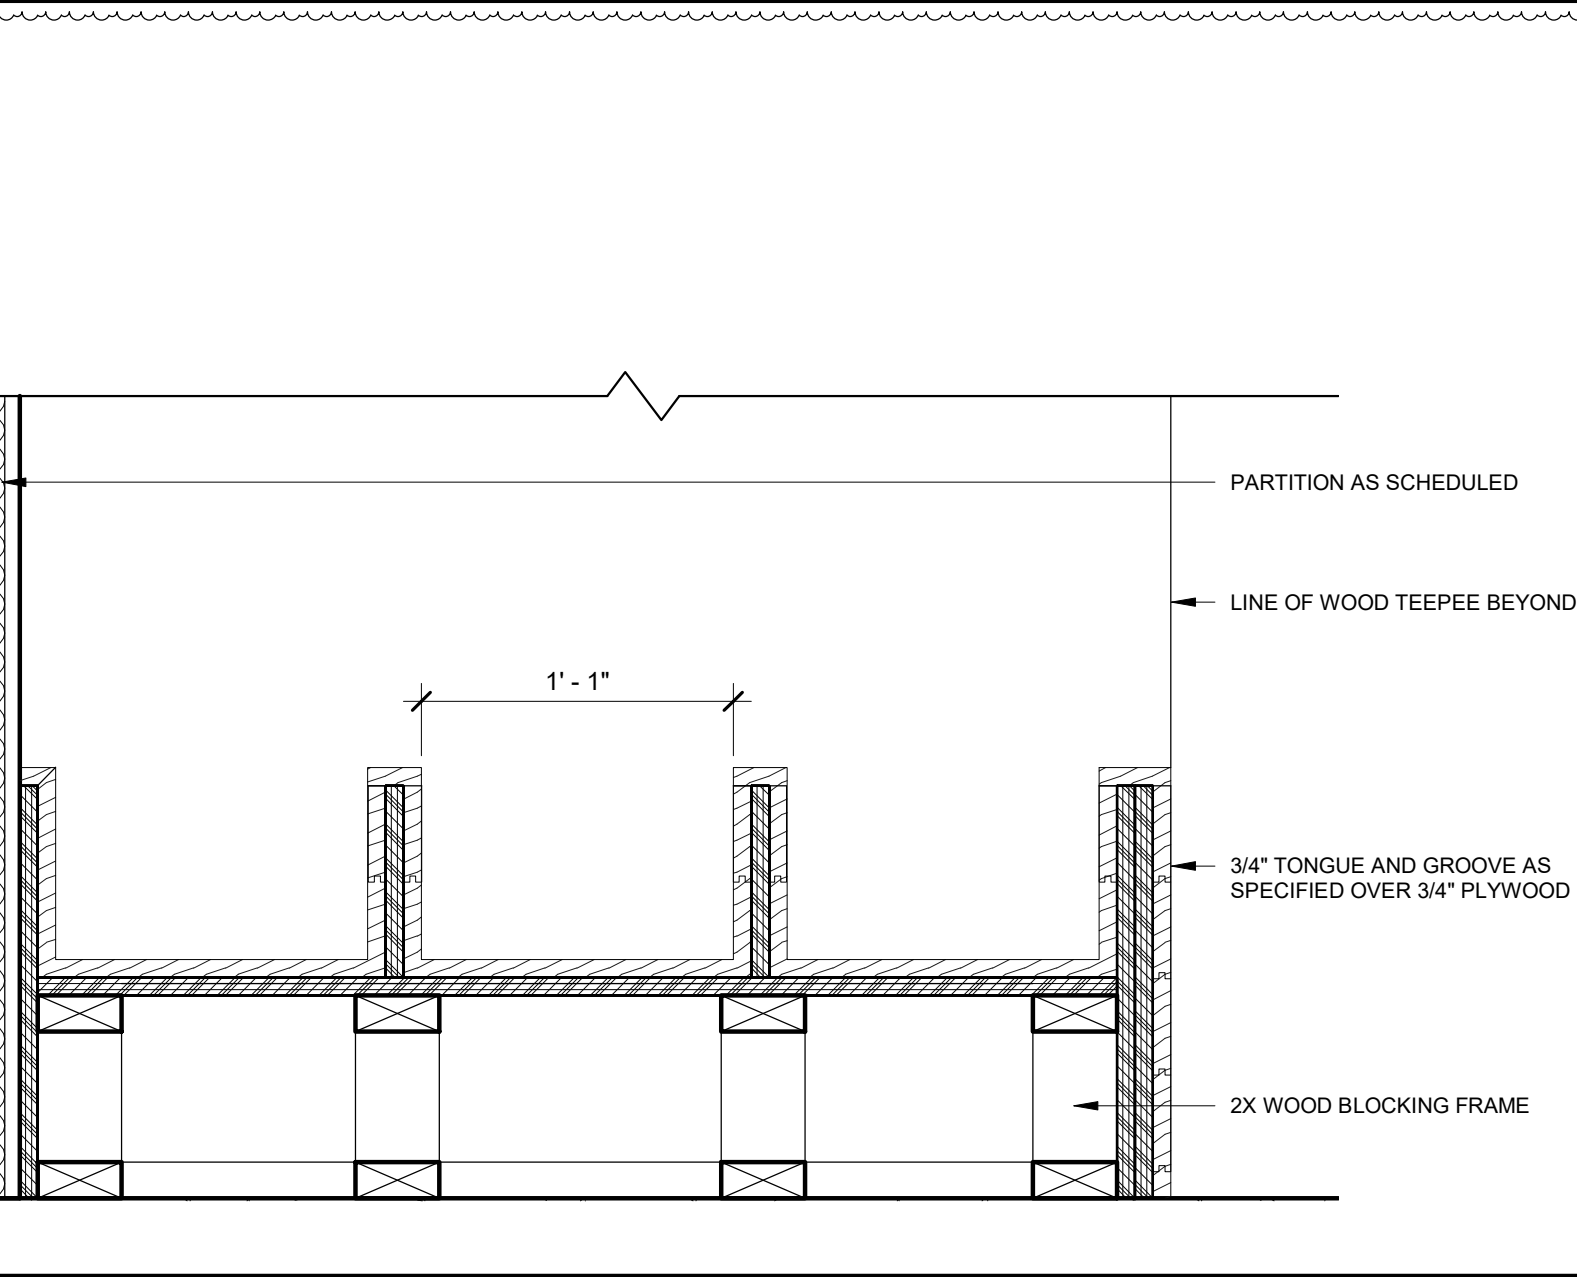 PARTITION AS SCHEDULED
LINE OF WOOD TEEPEE BEYOND
1' - 1"
3/4" TONGUE AND GROOVE AS
SPECIFIED OVER 3/4" PLYWOOD
2X WOOD BLOCKING FRAME